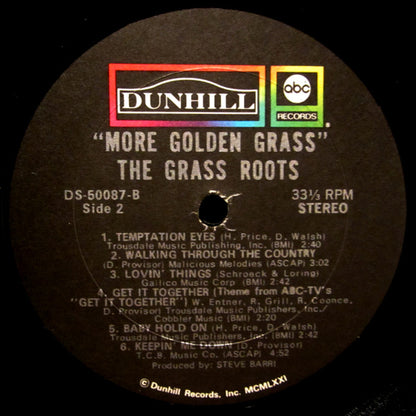 DUNHILL
abc
RECORDS
"MORE GOLDEN GRASS"
THE GRASS ROOTS
DS-50087-B 33⅓ RPM
Side 2 STEREO
1. TEMPTATION EYES (H. Price, D. Walsh)
Trousdale Music Publishing, Inc. (BMI) 2:40
2. WALKING THROUGH THE COUNTRY
(D. Provisor) Malicious Melodies (ASCAP) 3:02
3. LOVIN' THINGS (Schroeck & Loring)
Gallico Music Corp (BMI) 2:42
4. GET IT TOGETHER (Theme from ABC-TV's
"GET IT TOGETHER") W. Entner, R. Grill, R. Coonce,
D. Provisor) Trousdale Music Publishers, Inc./
Cobbler Music (BMI) 2:20
5. BABY HOLD ON (H. Price, D. Walsh)
Trousdale Music Publishers, Inc. (BMI) 2:35
6. KEEPIN' ME DOWN (D. Provisor)
T.C.B. Music Co. (ASCAP) 4:52
Produced by: STEVE BARRI
© Dunhill Records, Inc. MCMLXXI